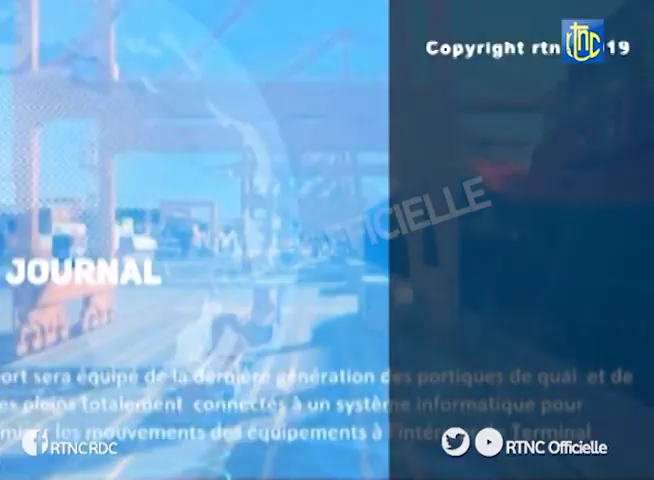 Copyright rtn 19
rtnc
OFFICIELLE
JOURNAL
ort sera équipé de la dernière génération des portiques de quai et de
es pleins totalement connectés à un système informatique pour
les mouvements des équipements à l'intérieur Terminal
RTNC RDC
RTNC Officielle